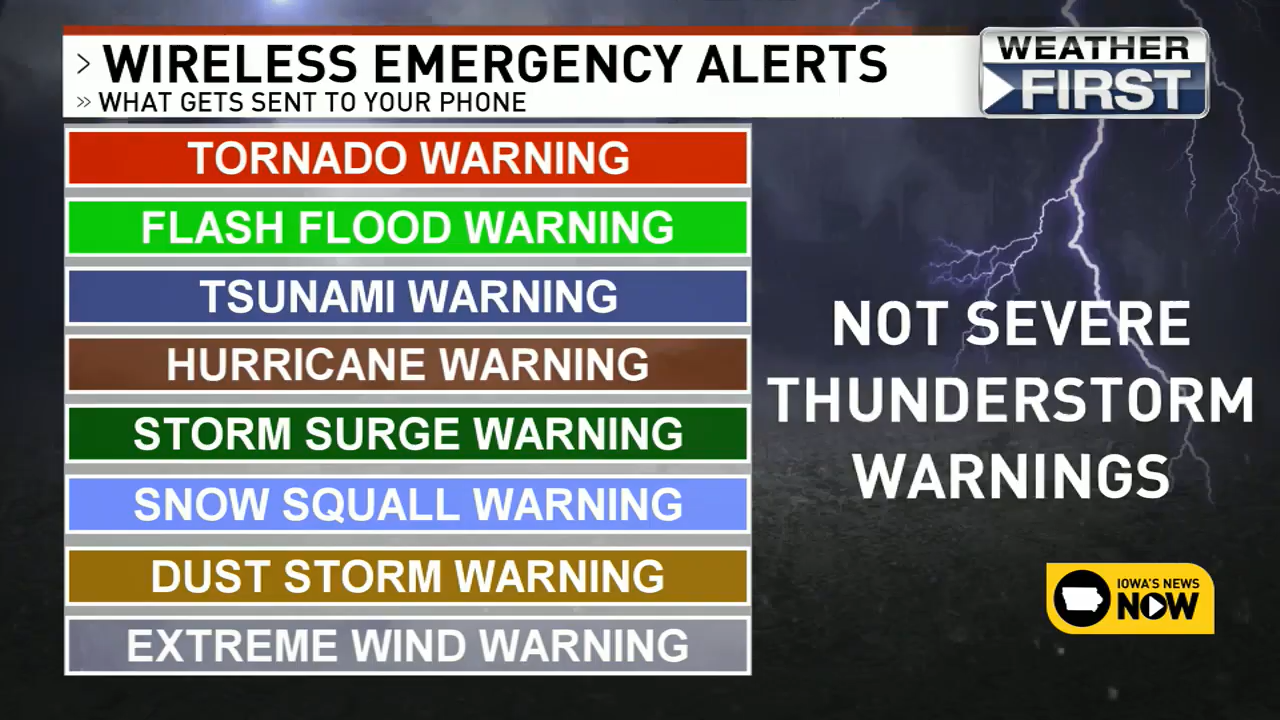 > WIRELESS EMERGENCY ALERTS
» WHAT GETS SENT TO YOUR PHONE
WEATHER
FIRST
TORNADO WARNING
FLASH FLOOD WARNING
TSUNAMI WARNING
HURRICANE WARNING
STORM SURGE WARNING
SNOW SQUALL WARNING
DUST STORM WARNING
EXTREME WIND WARNING
NOT SEVERE
THUNDERSTORM
WARNINGS
IOWA'S NEWS
NOW